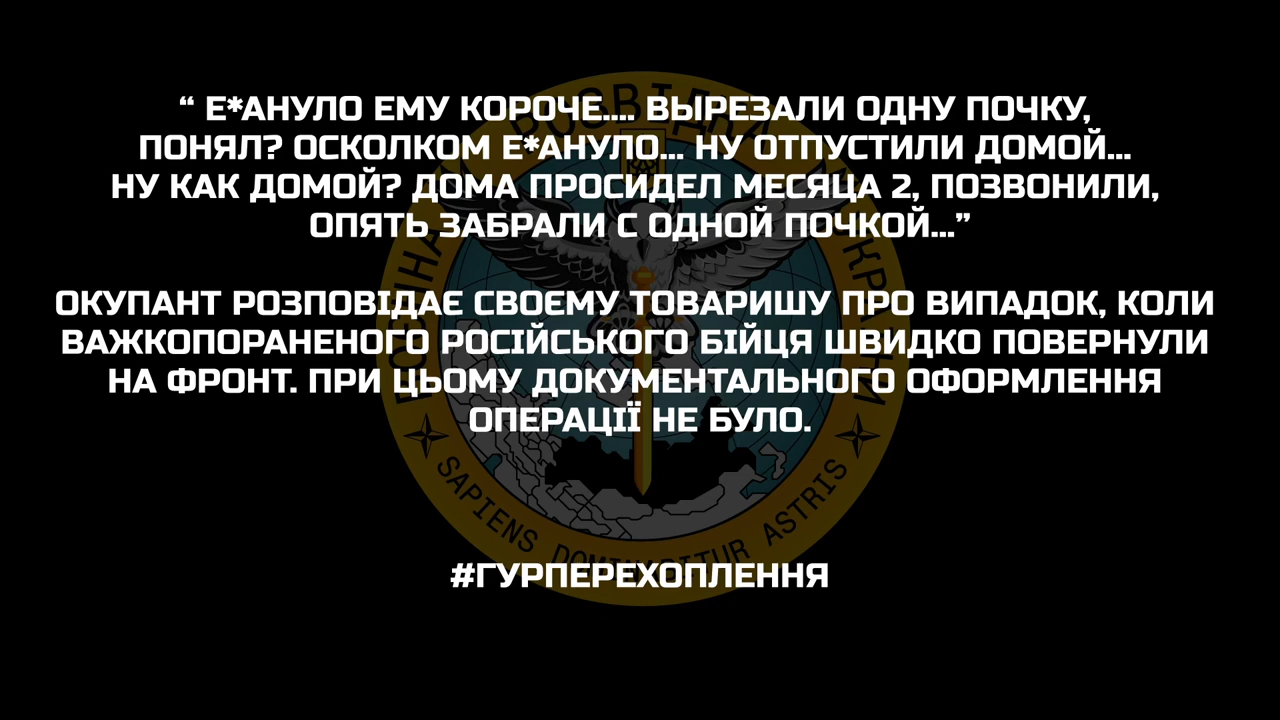 “ Е*АНУЛО ЕМУ КОРОЧЕ.... ВЫРЕЗАЛИ ОДНУ ПОЧКУ,
ПОНЯЛ? ОСКОЛКОМ Е*АНУЛО... НУ ОТПУСТИЛИ ДОМОЙ...
НУ КАК ДОМОЙ? ДОМА ПРОСИДЕЛ МЕСЯЦА 2, ПОЗВОНИЛИ,
ОПЯТЬ ЗАБРАЛИ С ОДНОЙ ПОЧКОЙ...”
ОКУПАНТ РОЗПОВІДАЄ СВОЄМУ ТОВАРИШУ ПРО ВИПАДОК, КОЛИ
ВАЖКОПОРАНЕНОГО РОСІЙСЬКОГО БІЙЦЯ ШВИДКО ПОВЕРНУЛИ
НА ФРОНТ. ПРИ ЦЬОМУ ДОКУМЕНТАЛЬНОГО ОФОРМЛЕННЯ
ОПЕРАЦІЇ НЕ БУЛО.
SAPIENS ASTRIS
#ГУРПЕРЕХОПЛЕННЯ